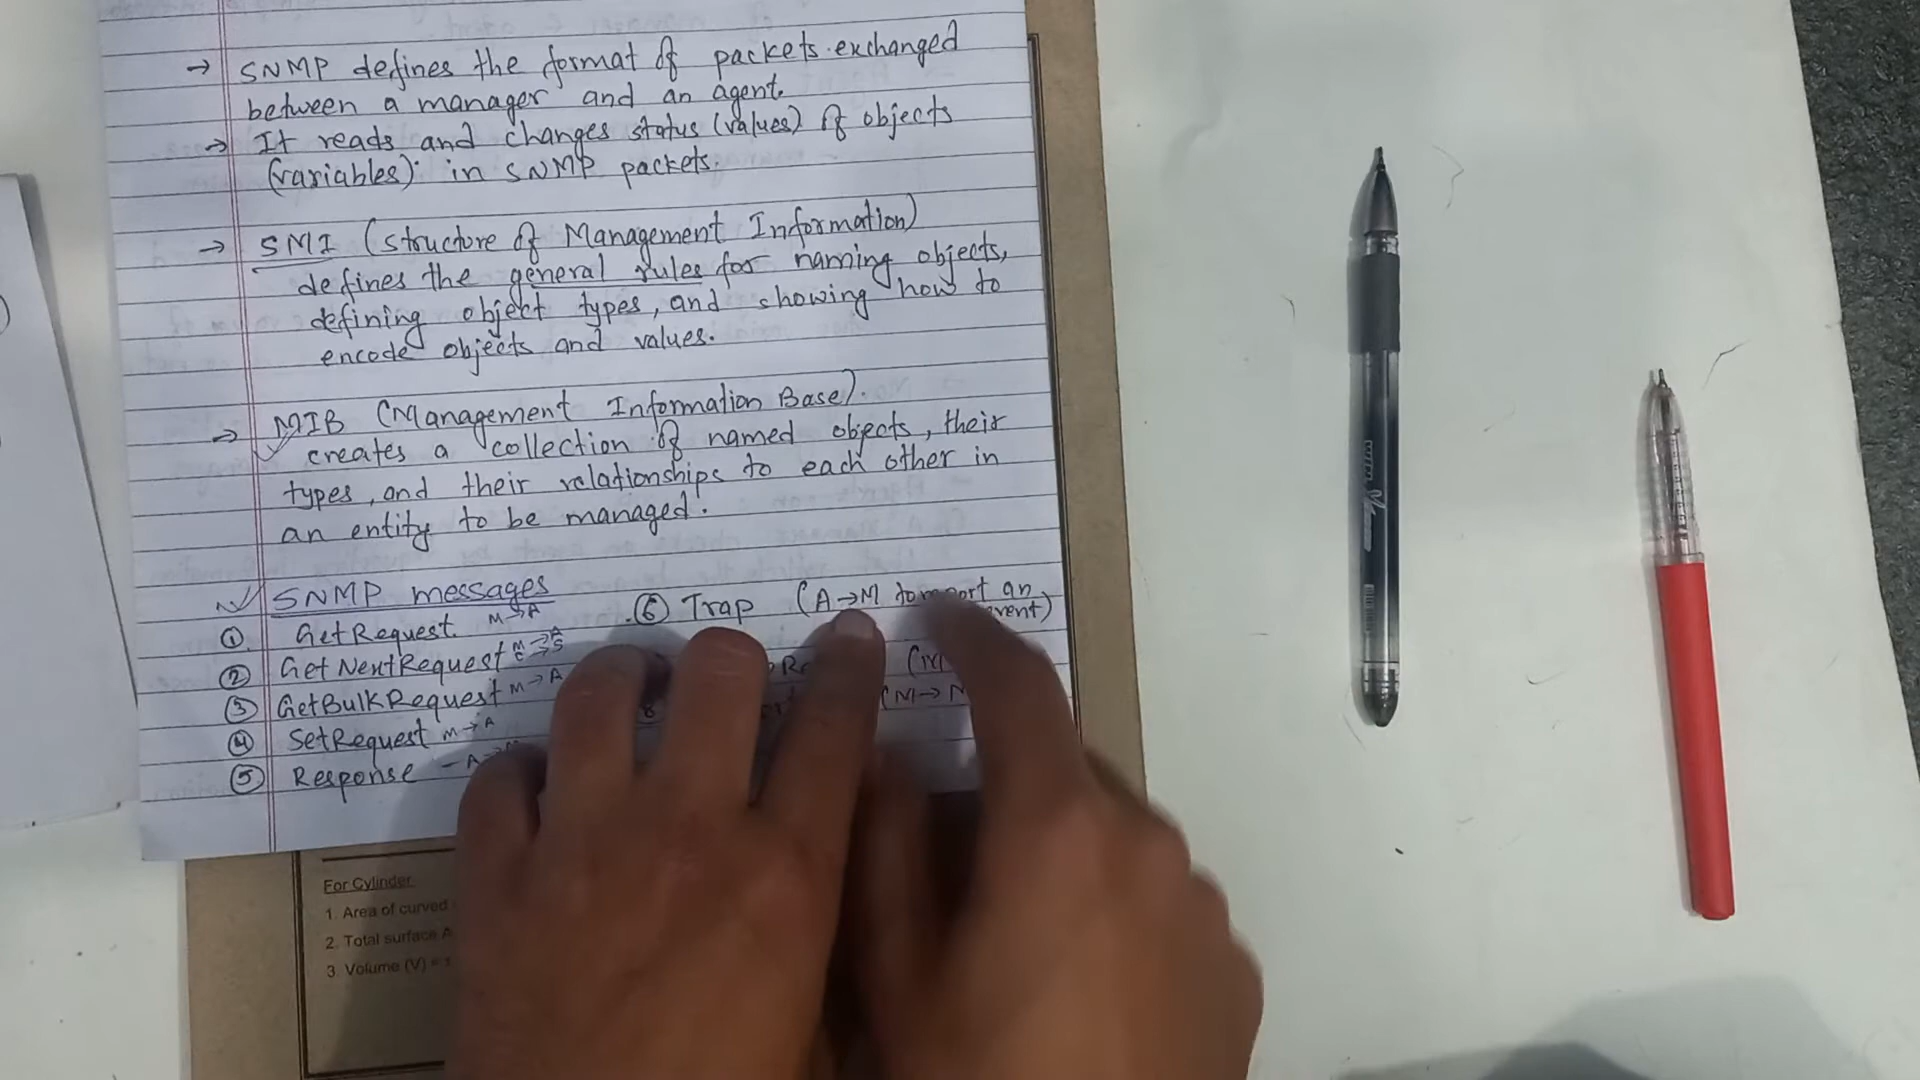 → SNMP defines the format of packets exchanged
between a manager and an agent.
→ It reads and changes status (values) of objects
(variables) in SNMP packets.
→ SMI (Structure of Management Information)
defines the general rules for naming objects,
defining object types, and showing how to
encode objects and values.
→ MIB (Management Information Base).
creates a collection of named objects, their
types, and their relationships to each other in
an entity to be managed.
SNMP messages
① GetRequest M→A
② GetNextRequest M→A
③ GetBulkRequest M→A
④ SetRequest M→A
⑤ Response - A→M
⑥ Trap (A→M to an
(M→
For Cylinder
1. Area of curved
2. Total surface A
3. Volume (V) =